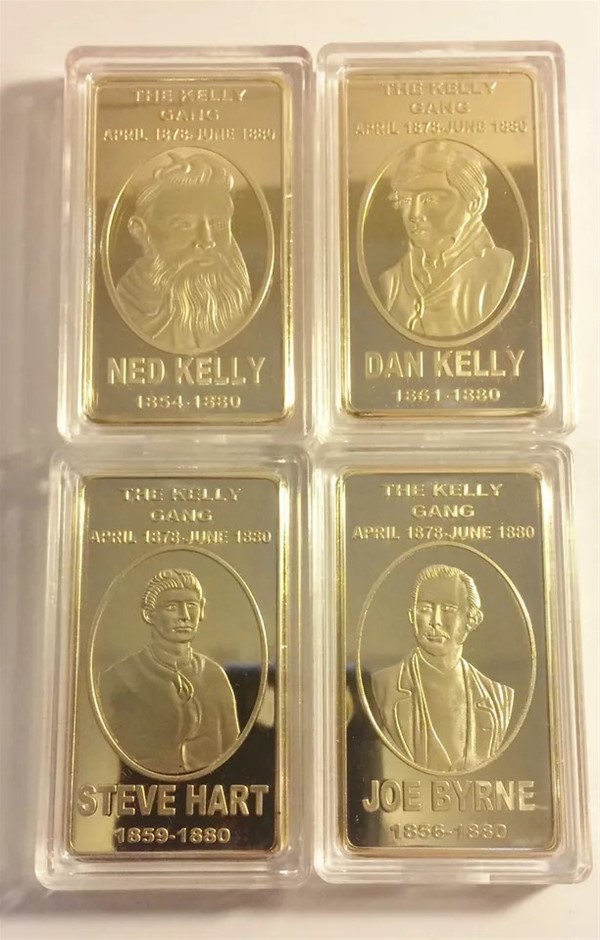 THE KELLY
GANG
APRIL 1878-JUNE 1880
NED KELLY
1854-1880
THE KELLY
GANG
APRIL 1878-JUNE 1880
DAN KELLY
1861-1880
THE KELLY
GANG
APRIL 1878-JUNE 1880
STEVE HART
1859-1880
THE KELLY
GANG
APRIL 1878-JUNE 1880
JOE BYRNE
1856-1880